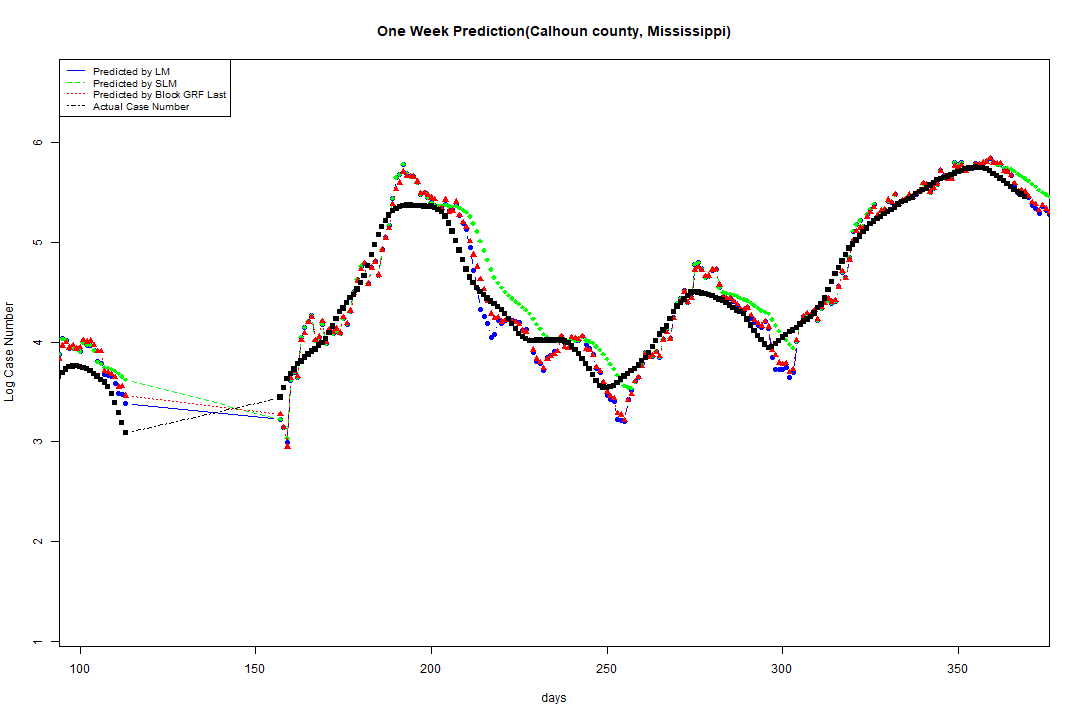 One Week Prediction(Calhoun county, Mississippi)
Predicted by LM
Predicted by SLM
Predicted by Block GRF Last
Actual Case Number
6
5
4
3
2
1
Log Case Number
100 150 200 250 300 350
days